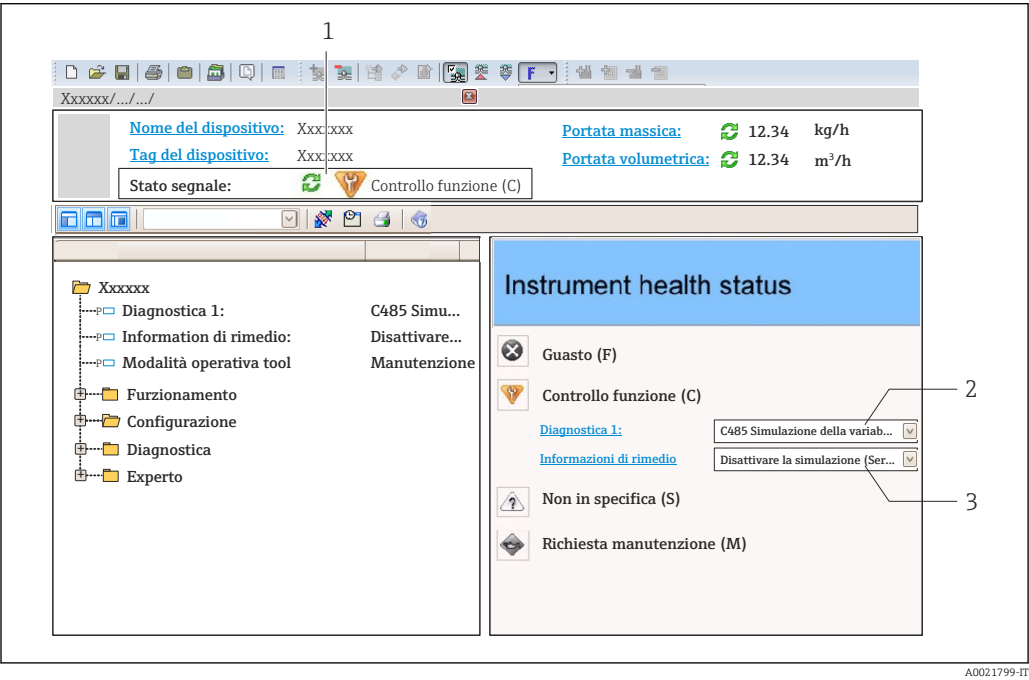 1
F
Xxxxxx/.../.../
Nome del dispositivo: Xxxxxxx Portata massica: 12.34 kg/h
Tag del dispositivo: Xxxxxxx Portata volumetrica: 12.34 m³/h
Stato segnale: Controllo funzione (C)
Xxxxxx
Diagnostica 1: C485 Simu...
Information di rimedio: Disattivare...
Modalità operativa tool Manutenzione
Furzionamento
Configurazione
Diagnostica
Experto
Instrument health status
Guasto (F)
Controllo funzione (C)
2
Diagnostica 1: C485 Simulazione della variab...
Informazioni di rimedio Disattivare la simulazione (Ser...
3
Non in specifica (S)
Richiesta manutenzione (M)
A0021799-IT